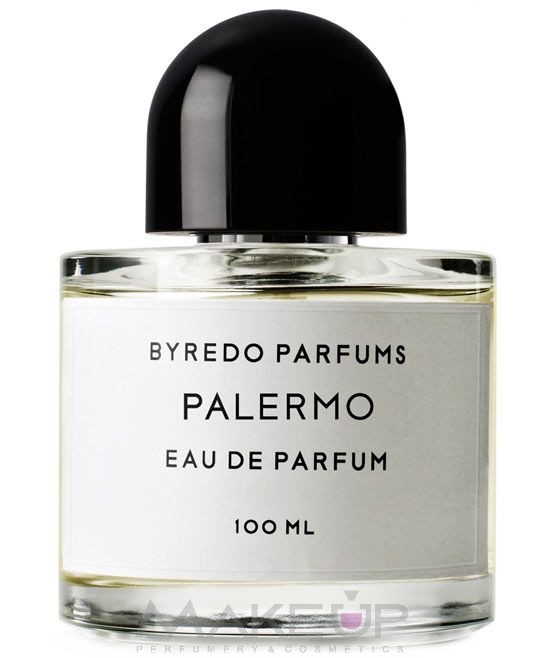 BYREDO PARFUMS
PALERMO
EAU DE PARFUM
100 ML
MAKEUP
PERFUMERY & COSMETICS